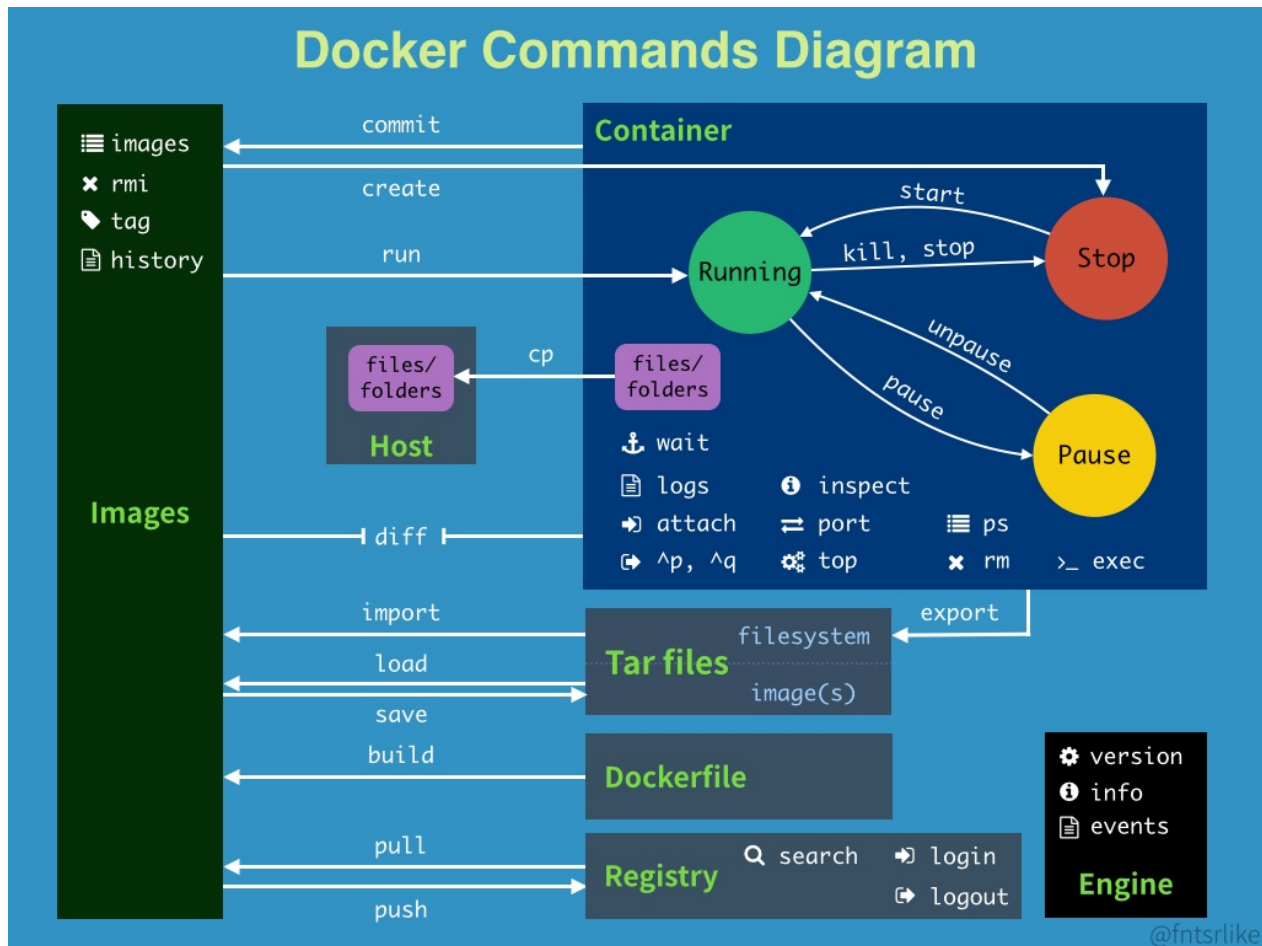 Docker Commands Diagram
images
rmi
tag
history
Images
commit
create
run
Container
start
kill, stop
Running
Stop
unpause
pause
Pause
files/
folders
Host
cp
files/
folders
wait
logs
inspect
attach
port
ps
^p, ^q
top
rm
>_ exec
diff
import
load
save
Tar files
filesystem
image(s)
export
build
Dockerfile
pull
push
Registry
search
login
logout
version
info
events
Engine
@fntsrlike